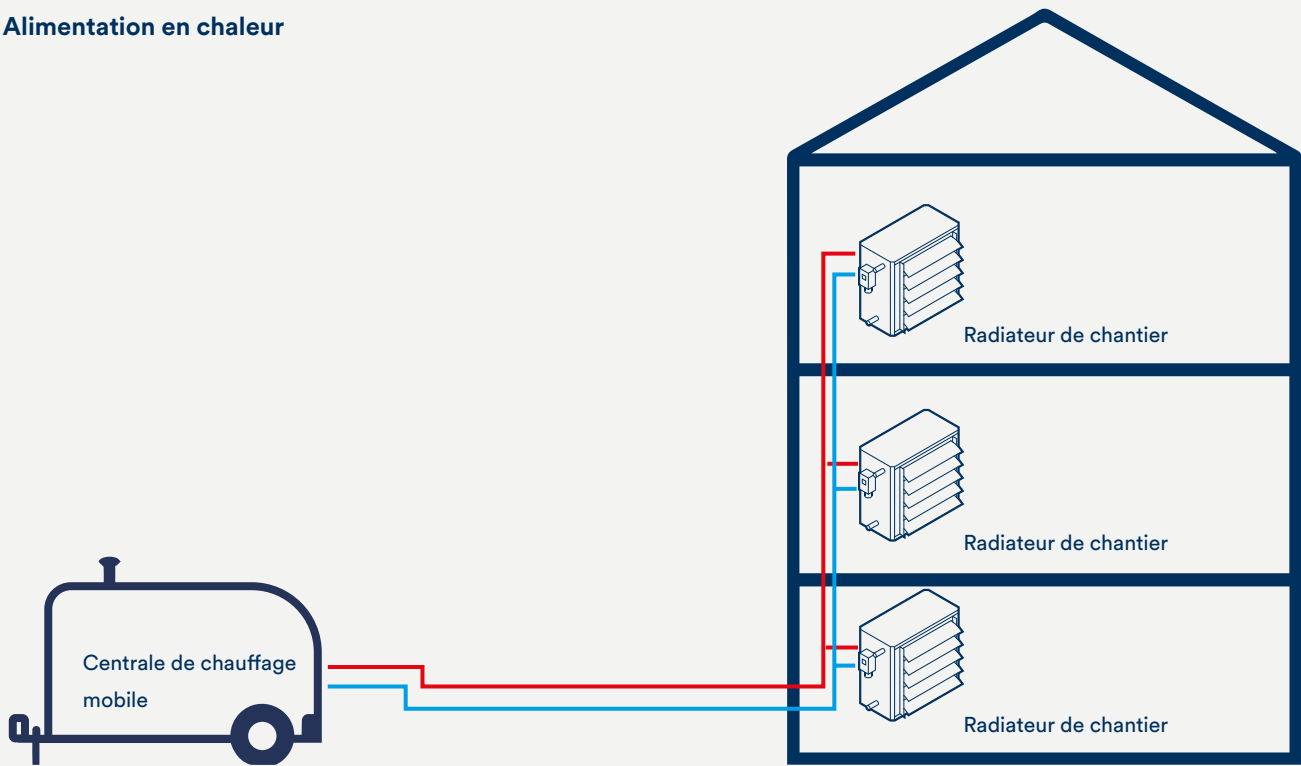 Alimentation en chaleur
Radiateur de chantier
Radiateur de chantier
Centrale de chauffage
mobile
Radiateur de chantier